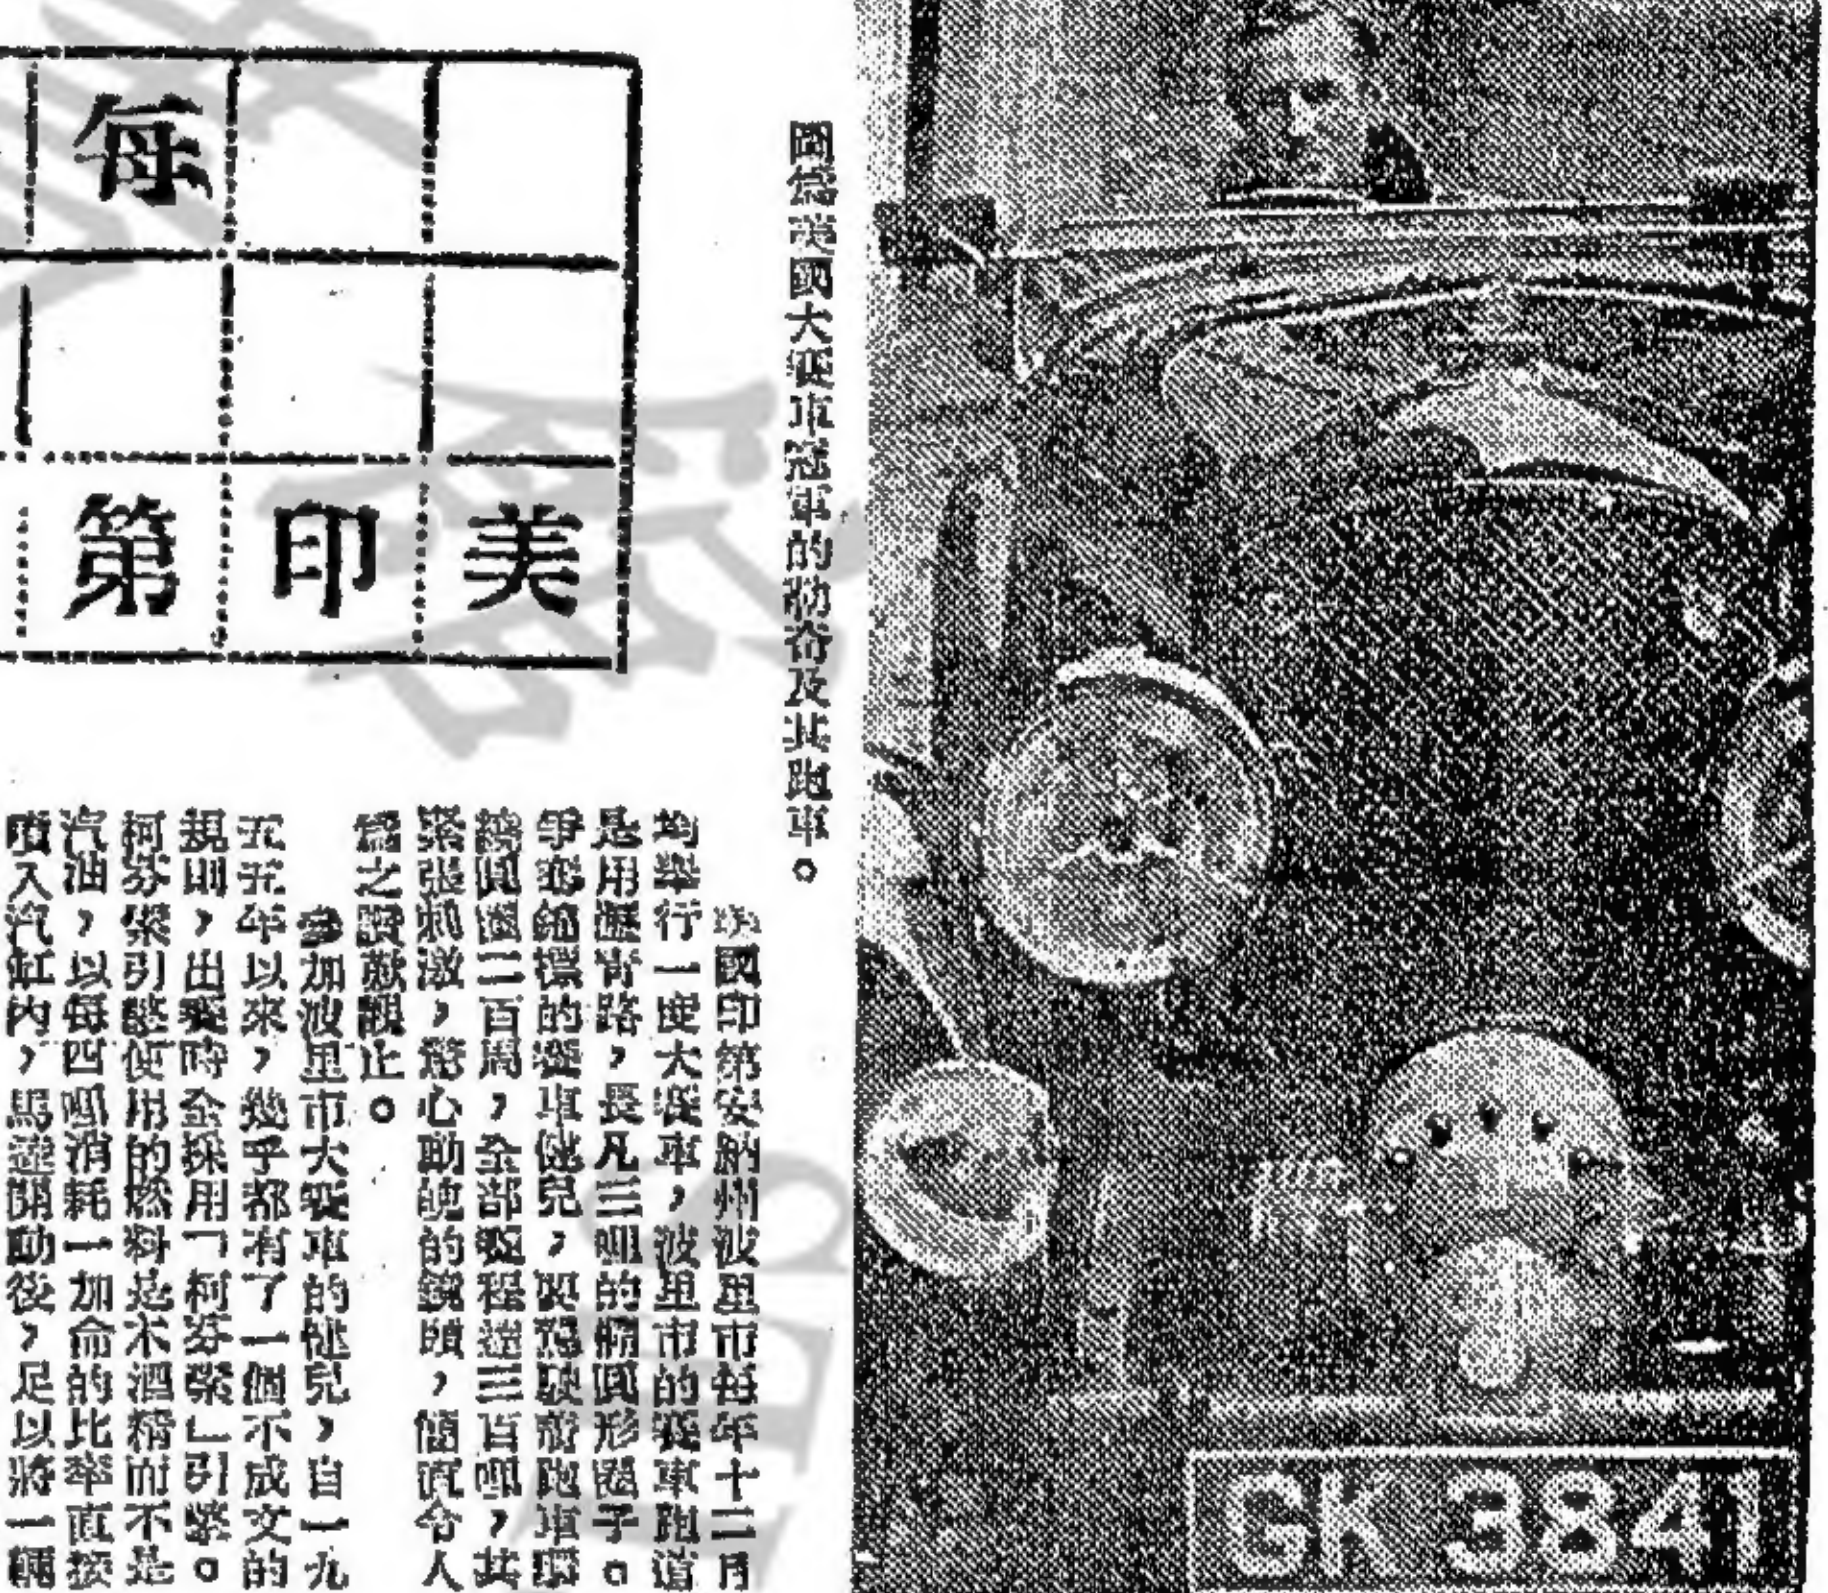 圖為英國大賽車冠軍的勒奇及其跑車。
GK 3841
每
美印第
美國印第安納州波里市每年十二月
均舉行一度大賽車，波里市的賽車跑道
是用瀝青路，長凡三哩的橢圓形圈子。
爭奪錦標的賽車健兒，要駕駛着跑車環
繞圓圈二百周，全部賽程達三百哩，其
緊張刺激，驚心動魄的鏡頭，簡直令人
為之歎觀止。
參加波里市大賽車的健兒，自一九
五五年以來，幾乎都有了一個不成文的
規則，出賽時全採用「柯芬柴」引擎。
柯芬柴引擎使用的燃料是木酒精而不是
汽油，以每四哩消耗一加侖的比率直接
噴入汽缸內，馬達開動後，足以將一輛